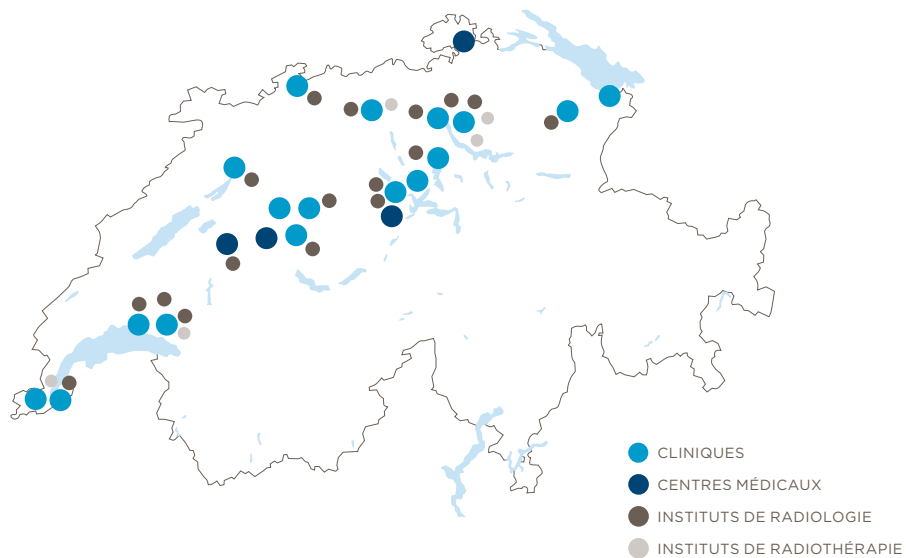 CLINIQUES
CENTRES MÉDICAUX
INSTITUTS DE RADIOLOGIE
INSTITUTS DE RADIOTHÉRAPIE